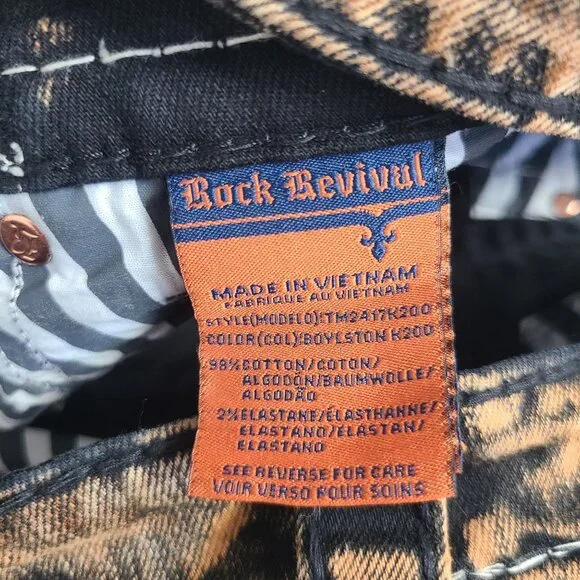 Rock Revival
MADE IN VIETNAM
FABRIQUE AU VIETNAM
STYLE(MODELO):TM2417K200
COLOR(COL):BOYLSTON K200
98%COTTON/COTON/
ALGODÓN/BAUMWOLLE/
ALGODÃO
2%ELASTANE/ÉLASTHANNE/
ELASTANO/ELASTAN/
ELASTANO
SEE REVERSE FOR CARE
VOIR VERSO POUR SOINS